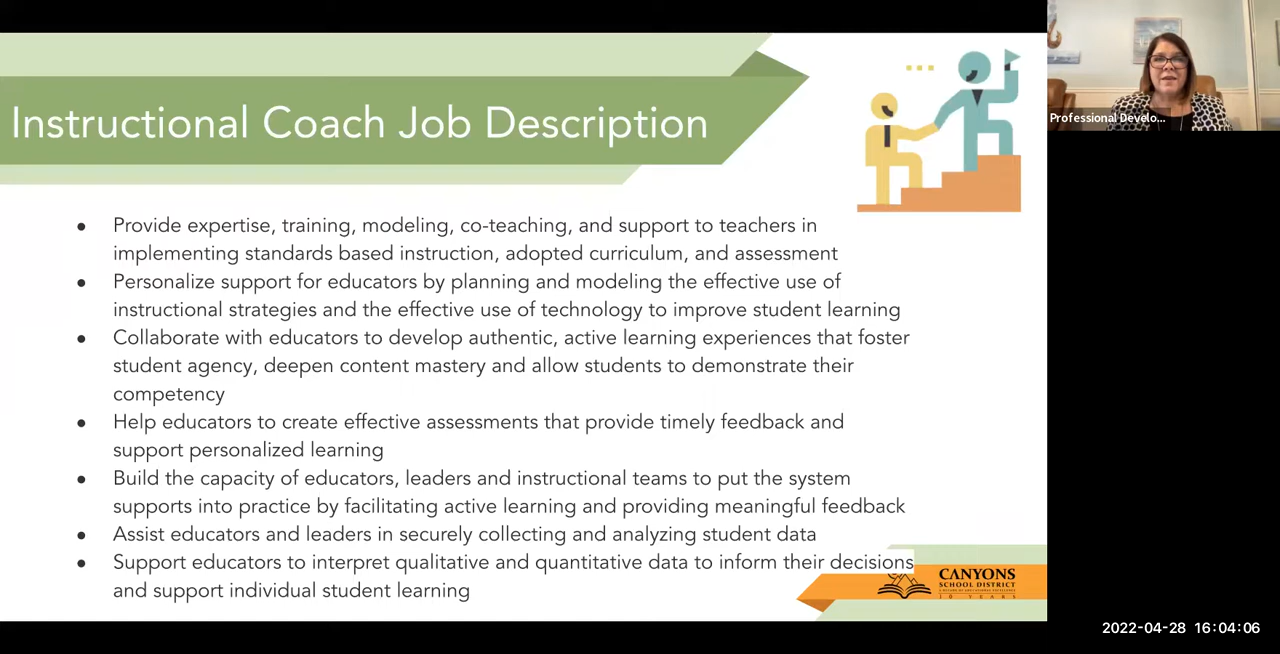 Instructional Coach Job Description
Professional Develo...
● Provide expertise, training, modeling, co-teaching, and support to teachers in
implementing standards based instruction, adopted curriculum, and assessment
● Personalize support for educators by planning and modeling the effective use of
instructional strategies and the effective use of technology to improve student learning
● Collaborate with educators to develop authentic, active learning experiences that foster
student agency, deepen content mastery and allow students to demonstrate their
competency
● Help educators to create effective assessments that provide timely feedback and
support personalized learning
● Build the capacity of educators, leaders and instructional teams to put the system
supports into practice by facilitating active learning and providing meaningful feedback
● Assist educators and leaders in securely collecting and analyzing student data
● Support educators to interpret qualitative and quantitative data to inform their decisions
and support individual student learning
CANYONS
SCHOOL DISTRICT
10 YEARS
2022-04-28 16:04:06